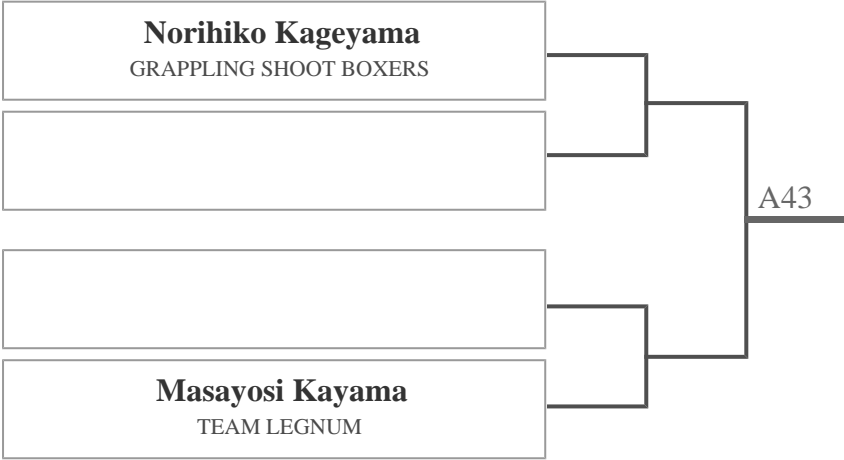 Norihiko Kageyama
GRAPPLING SHOOT BOXERS
A43
Masayosi Kayama
TEAM LEGNUM